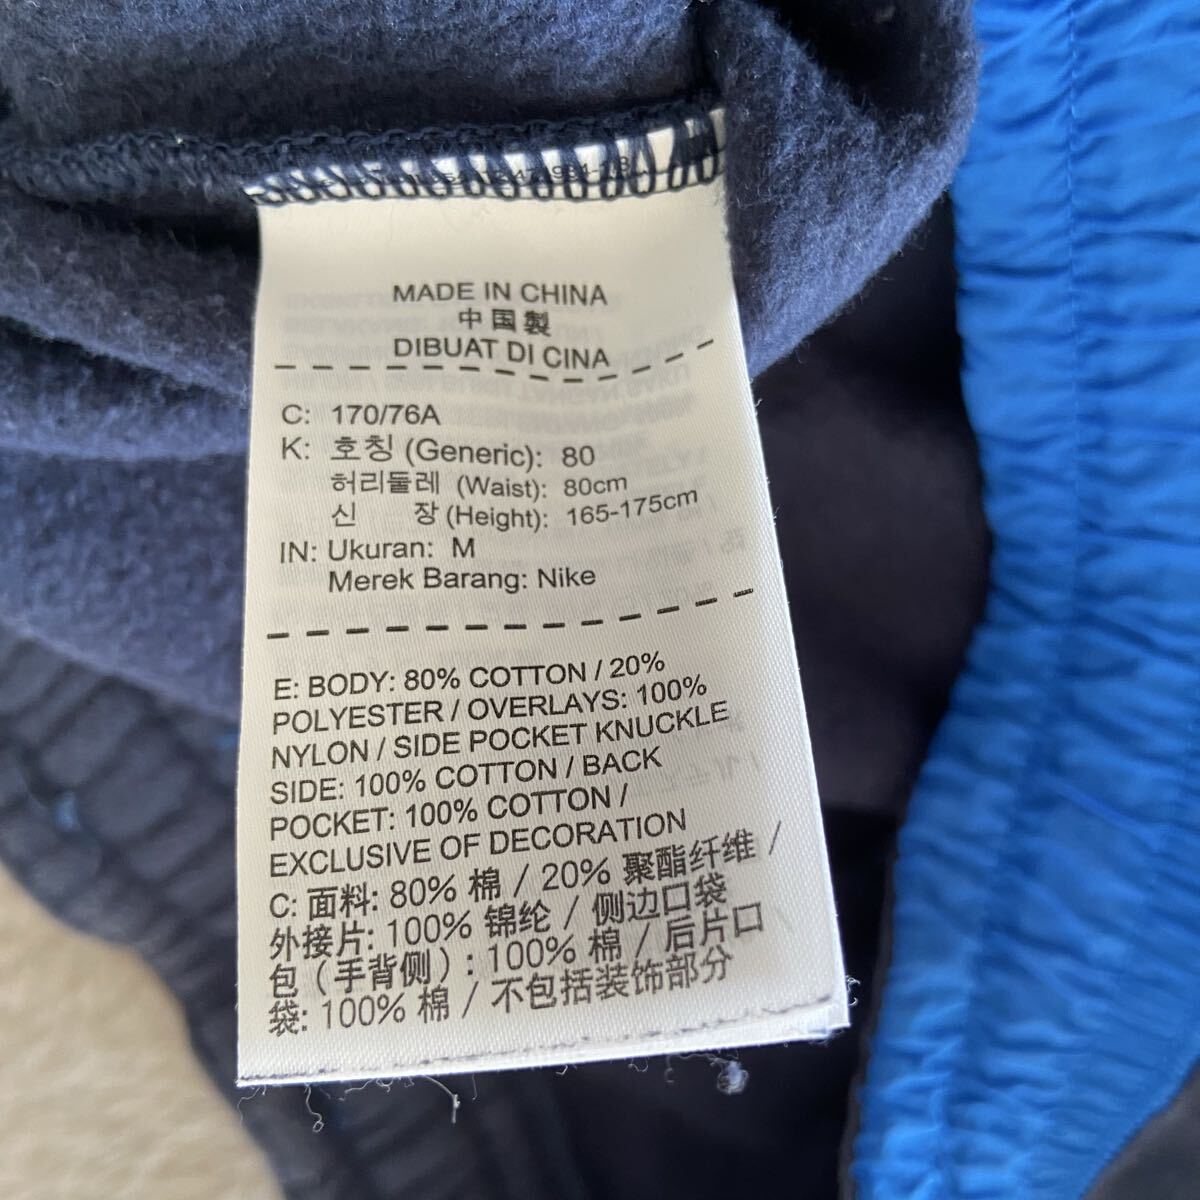 MADE IN CHINA
中国製
DIBUAT DI CINA
C: 170/76A
K: 호칭 (Generic): 80
허리둘레 (Waist): 80cm
신 장 (Height): 165-175cm
IN: Ukuran: M
Merek Barang: Nike
E: BODY: 80% COTTON / 20%
POLYESTER / OVERLAYS: 100%
NYLON / SIDE POCKET KNUCKLE
SIDE: 100% COTTON / BACK
POCKET: 100% COTTON /
EXCLUSIVE OF DECORATION
C: 面料: 80% 棉 / 20% 聚酯纤维 /
外接片: 100% 锦纶 / 侧边口袋
包 (手背侧) : 100% 棉 / 后片口
袋: 100% 棉 / 不包括装饰部分